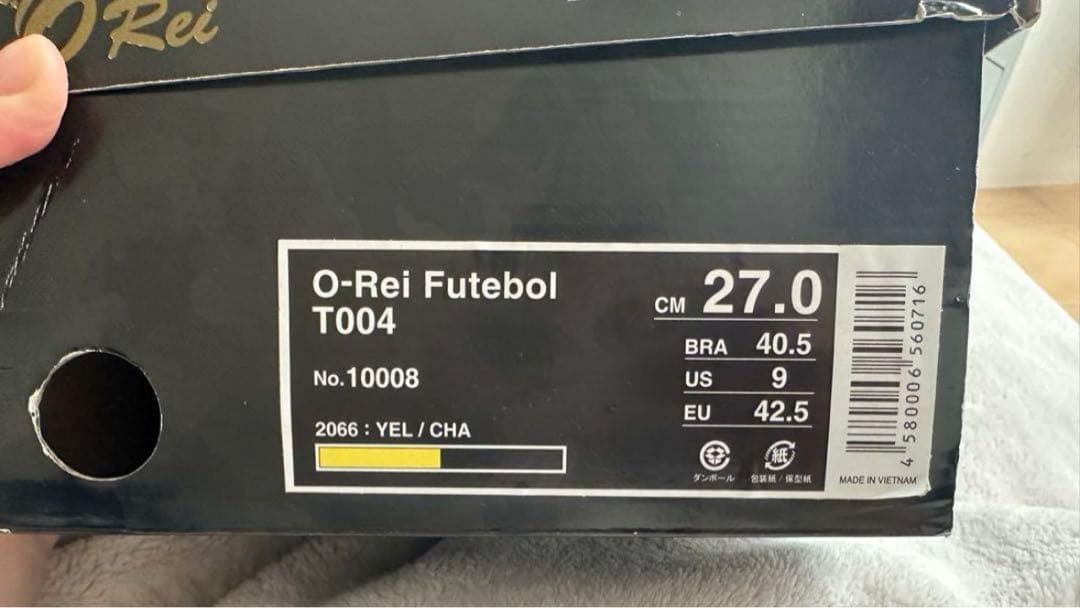 O Rei
O-Rei Futebol
T004
No.10008
2066 : YEL / CHA
CM 27.0
BRA 40.5
US 9
EU 42.5
紙
ダンボール 包装紙 / 保型紙
4 580006 560716
MADE IN VIETNAM